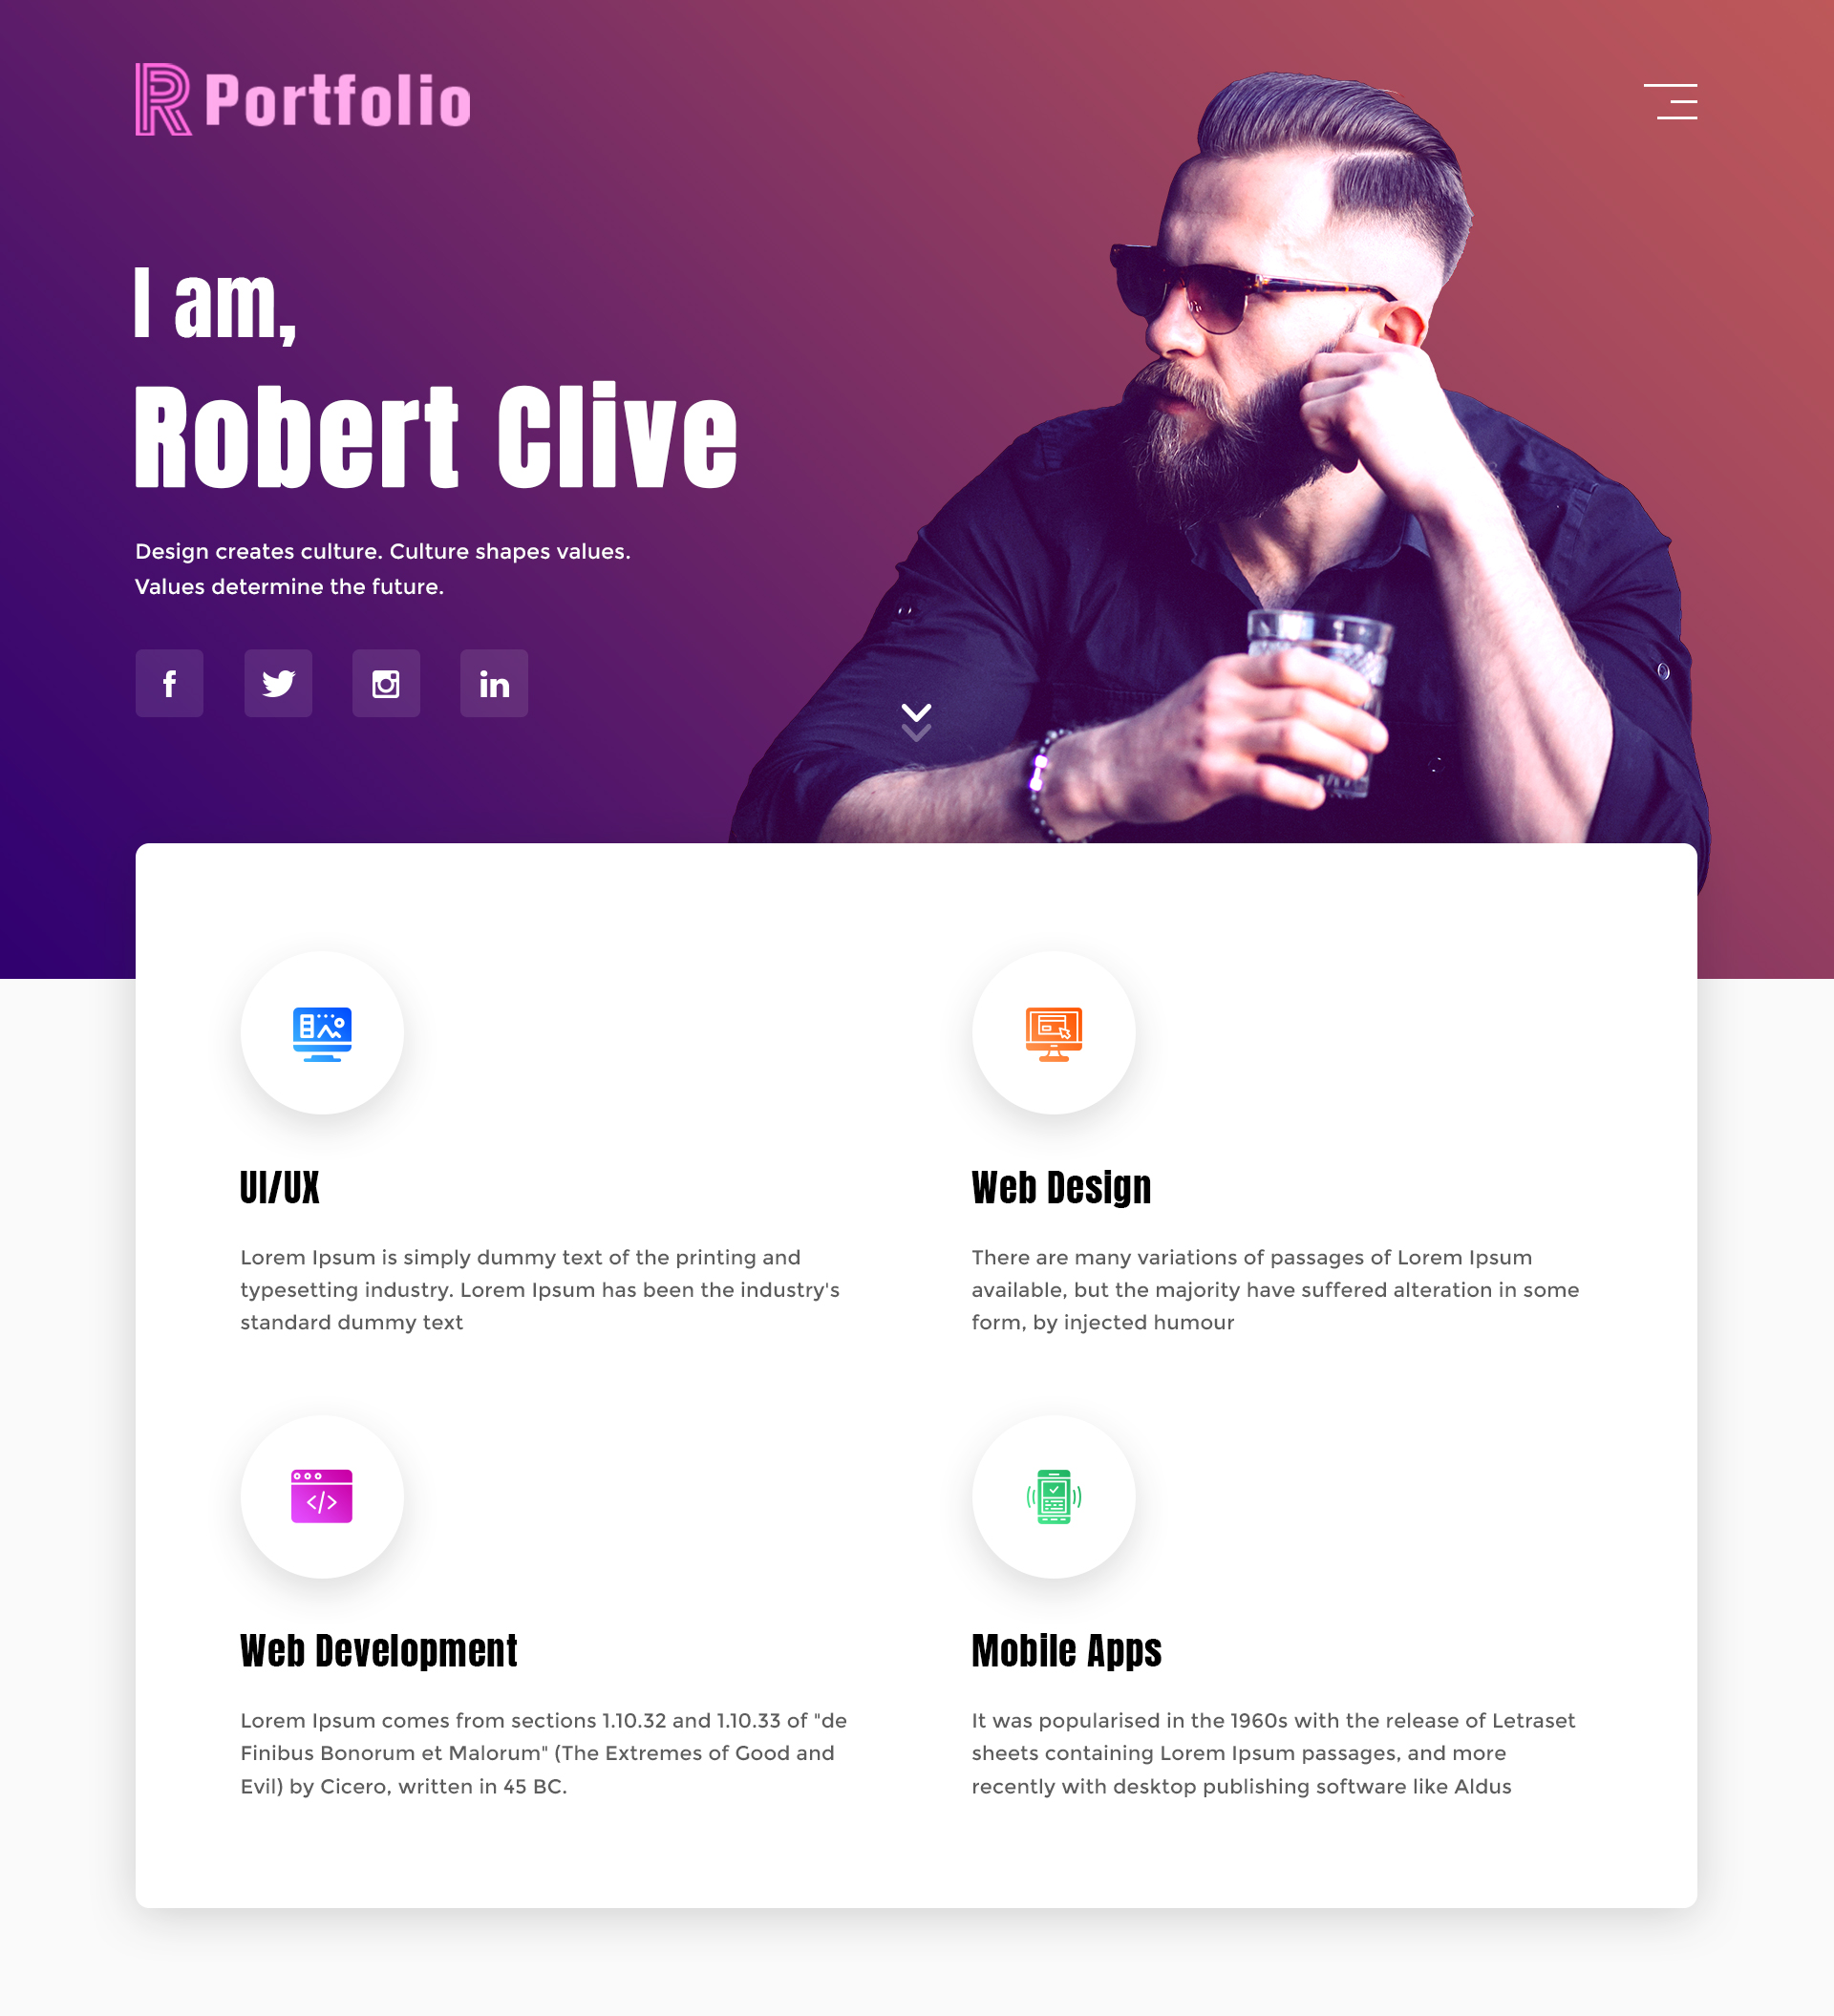 R Portfolio
I am,
Robert Clive
Design creates culture. Culture shapes values.
Values determine the future.
f
in
UI/UX
Lorem Ipsum is simply dummy text of the printing and
typesetting industry. Lorem Ipsum has been the industry's
standard dummy text
Web Design
There are many variations of passages of Lorem Ipsum
available, but the majority have suffered alteration in some
form, by injected humour
</>
Web Development
Lorem Ipsum comes from sections 1.10.32 and 1.10.33 of "de
Finibus Bonorum et Malorum" (The Extremes of Good and
Evil) by Cicero, written in 45 BC.
Mobile Apps
It was popularised in the 1960s with the release of Letraset
sheets containing Lorem Ipsum passages, and more
recently with desktop publishing software like Aldus